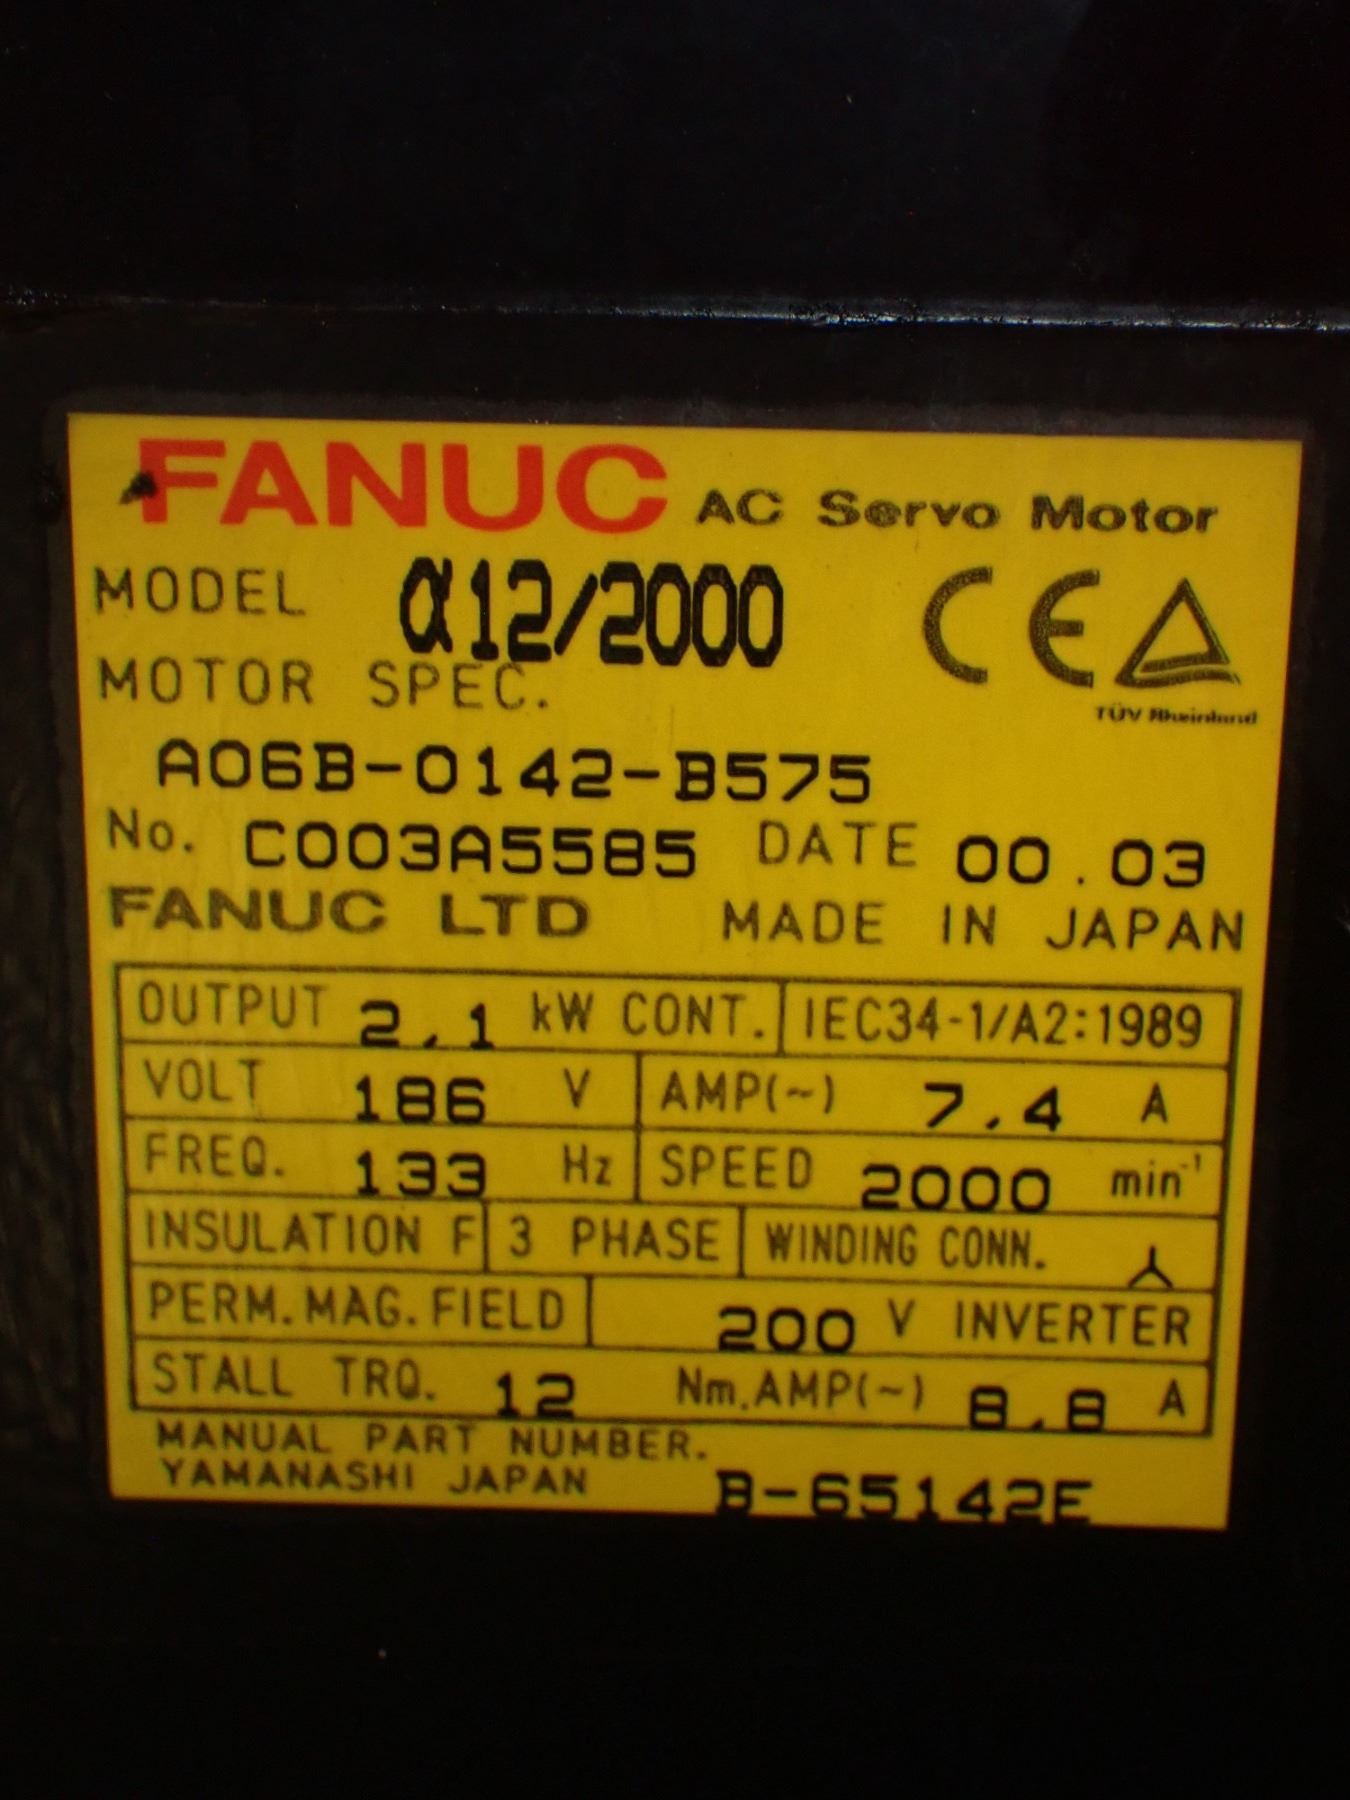 FANUC AC Servo Motor
MODEL α12/2000
MOTOR SPEC.
TÜV Rheinland
A06B-0142-B575
No. C003A5585 DATE 00.03
FANUC LTD MADE IN JAPAN
OUTPUT 2.1 kW CONT. IEC34-1/A2:1989
VOLT 186 V AMP(~) 7.4 A
FREQ. 133 Hz SPEED 2000 min⁻¹
INSULATION F 3 PHASE WINDING CONN.
PERM.MAG.FIELD 200 V INVERTER
STALL TRQ. 12 Nm.AMP(~) 8.8 A
MANUAL PART NUMBER.
YAMANASHI JAPAN B-65142E